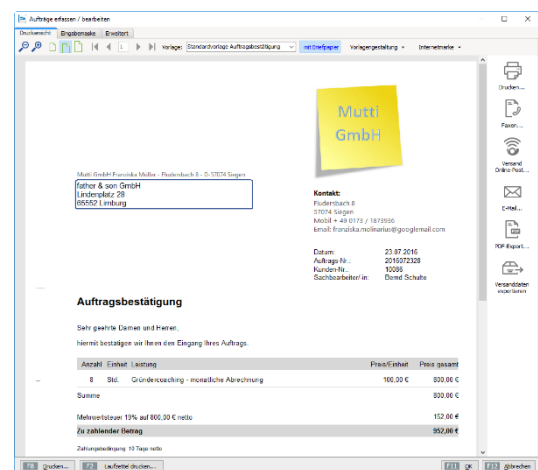 Aufträge erfassen / bearbeiten
Druckansicht Eingabemaske Erweitert
1 Vorlage: Standardvorlage Auftragsbestätigung mit Briefpapier Vorlagengestaltung Internetmarke
Drucken...
Faxen...
Versand
Online-Post...
E-Mail...
PDF-Export...
Versanddaten
exportieren
Mutti
GmbH
Mutti GmbH Franziska Müller - Fludersbach 8 - D-57074 Siegen
father & son GmbH
Lindenplatz 28
65552 Limburg
Kontakt:
Fludersbach 8
57074 Siegen
Mobil + 49 0173 / 1873936
Email: franziska.molinarius@googlemail.com
Datum: 23.07.2016
Auftrags-Nr.: 2016072328
Kunden-Nr.: 10086
Sachbearbeiter/ in: Bernd Schulte
Auftragsbestätigung
Sehr geehrte Damen und Herren,
hiermit bestätigen wir Ihnen den Eingang Ihres Auftrags.
Anzahl Einheit Leistung Preis/Einheit Preis gesamt
8 Std. Gründercoaching - monatliche Abrechnung 100,00 € 800,00 €
Summe 800,00 €
Mehrwertsteuer 19% auf 800,00 € netto 152,00 €
Zu zahlender Betrag 952,00 €
Zahlungsbedingung: 10 Tage netto
F8 Drucken... F2 Laufzettel drucken... F11 OK F12 Abbrechen